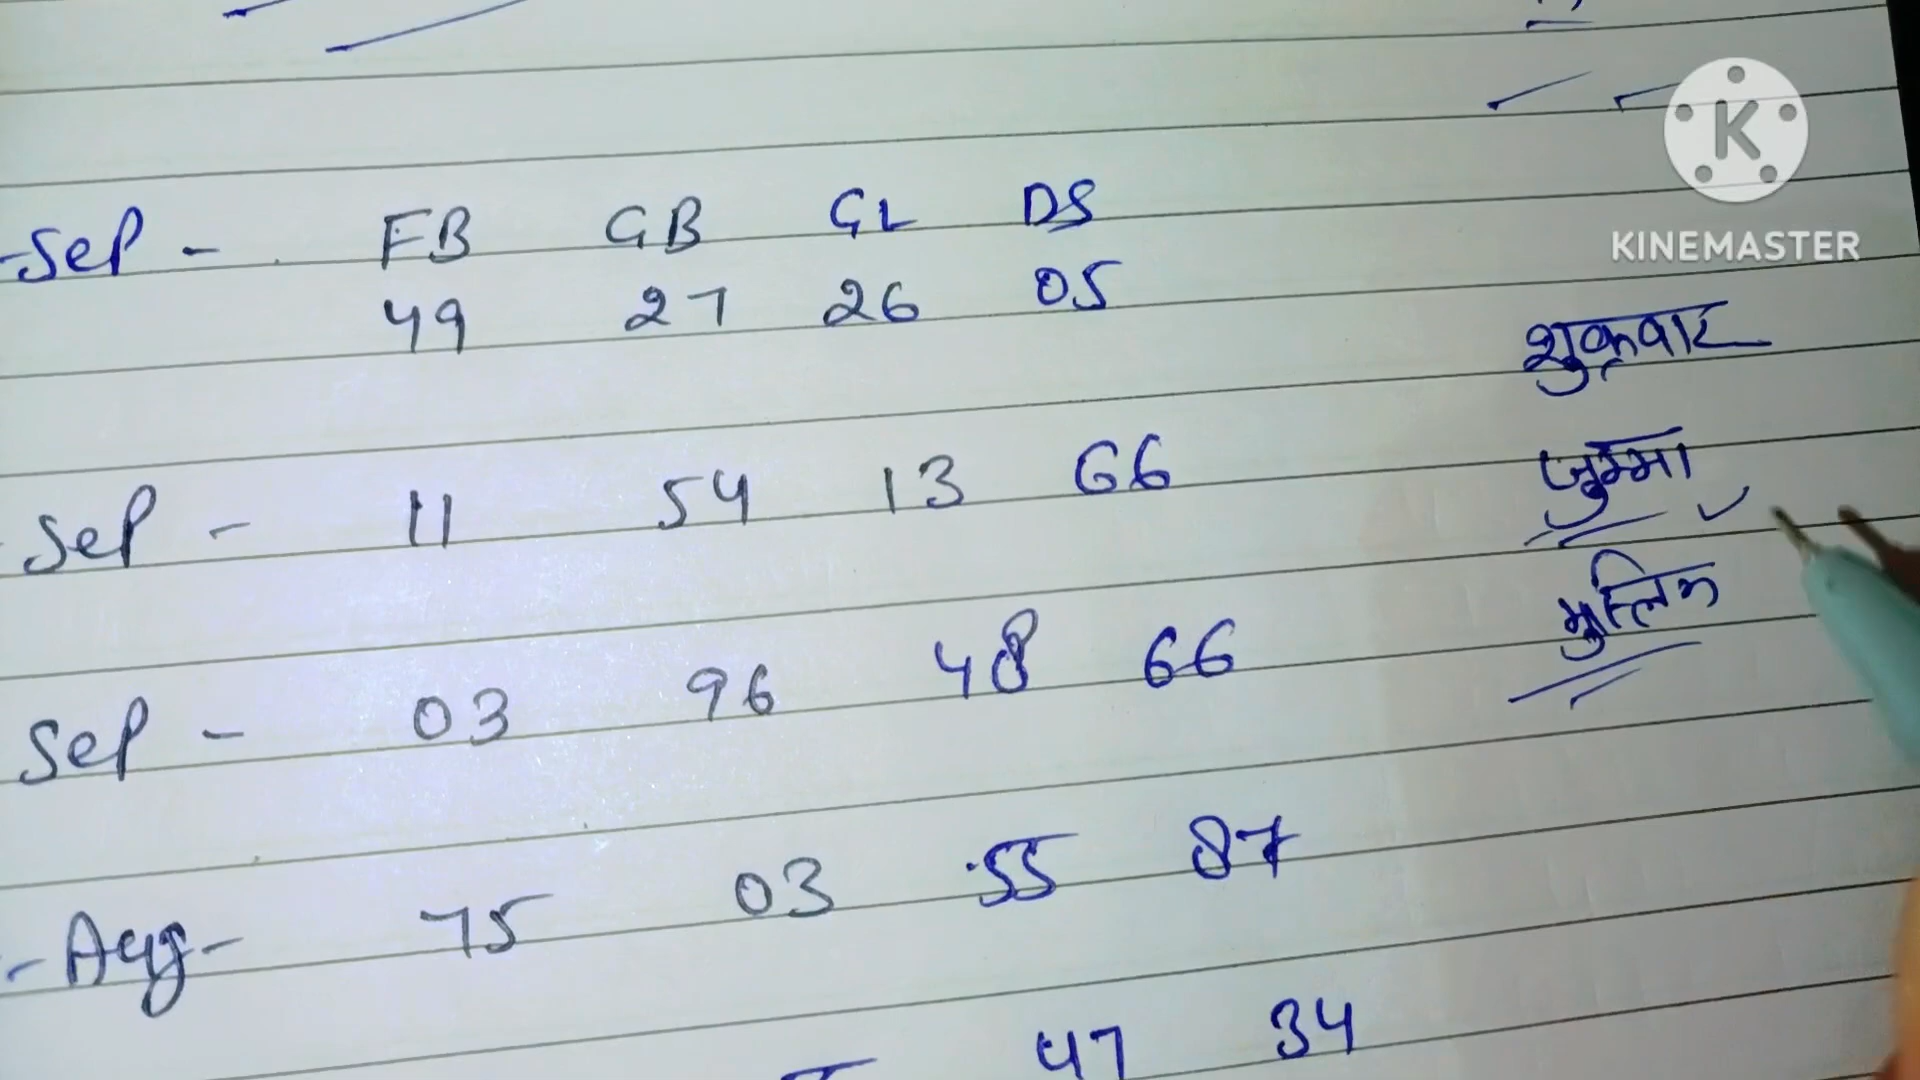 -Sep - FB GB GL DS
49 27 26 05
Sep - 11 54 13 66
Sep - 03 96 48 66
-Aug- 75 03 55 87
47 34
शुक्रवार
जुम्मा
मुस्लिम
KINEMASTER